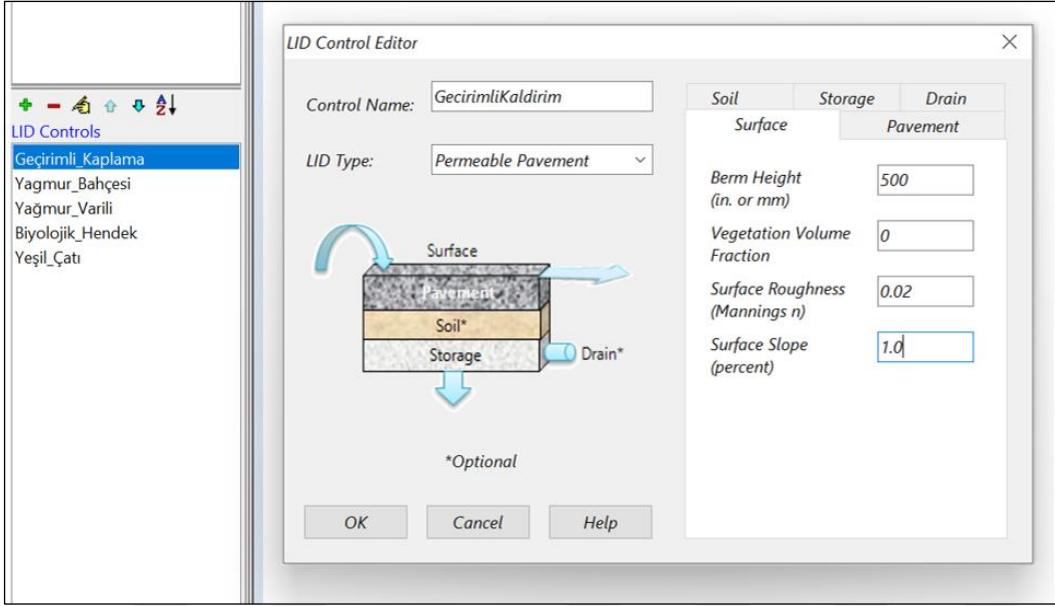 LID Controls
Geçirimli_Kaplama
Yagmur_Bahçesi
Yağmur_Varili
Biyolojik_Hendek
Yeşil_Çatı
LID Control Editor
Control Name: GecirimliKaldirim
LID Type: Permeable Pavement
Surface
Pavement
Soil*
Storage
Drain*
*Optional
OK Cancel Help
Soil Storage Drain
Surface Pavement
Berm Height 500
(in. or mm)
Vegetation Volume 0
Fraction
Surface Roughness 0.02
(Mannings n)
Surface Slope 1.0
(percent)